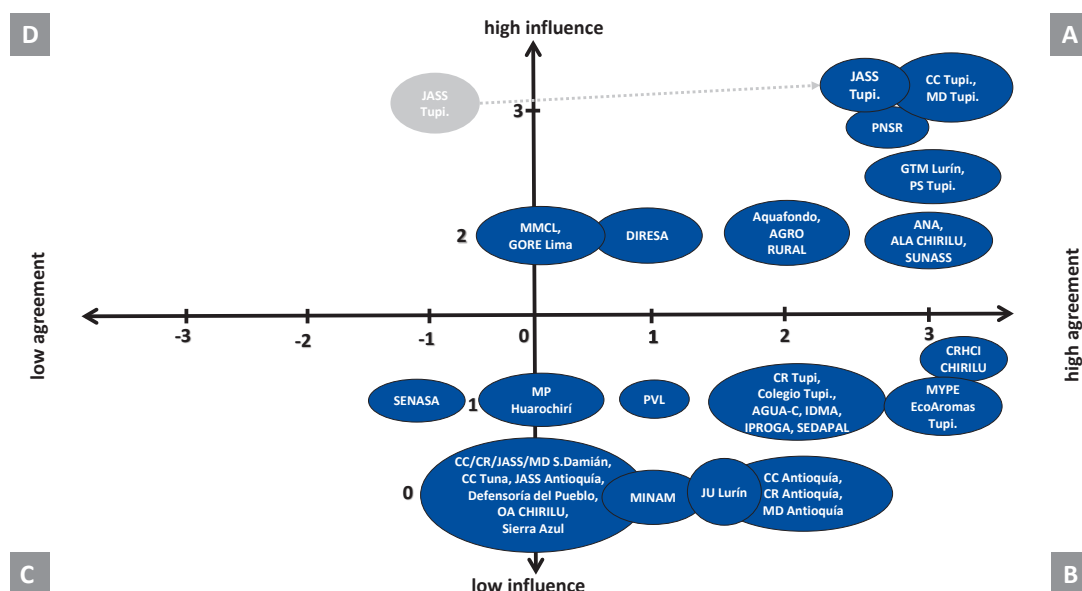 D
high influence
A
JASS
Tupi.
JASS
Tupi.
CC Tupi.,
MD Tupi.
3
PNSR
GTM Lurín,
PS Tupi.
2
MMCL,
GORE Lima
DIRESA
Aquafondo,
AGRO
RURAL
ANA,
ALA CHIRILU,
SUNASS
low agreement
high agreement
-3
-2
-1
0
1
2
3
CRHCI
CHIRILU
SENASA
1
MP
Huarochirí
PVL
CR Tupi,
Colegio Tupi.,
AGUA-C, IDMA,
IPROGA, SEDAPAL
MYPE
EcoAromas
Tupi.
0
CC/CR/JASS/MD S.Damián,
CC Tuna, JASS Antioquía,
Defensoría del Pueblo,
OA CHIRILU,
Sierra Azul
MINAM
JU Lurín
CC Antioquía,
CR Antioquía,
MD Antioquía
C
low influence
B